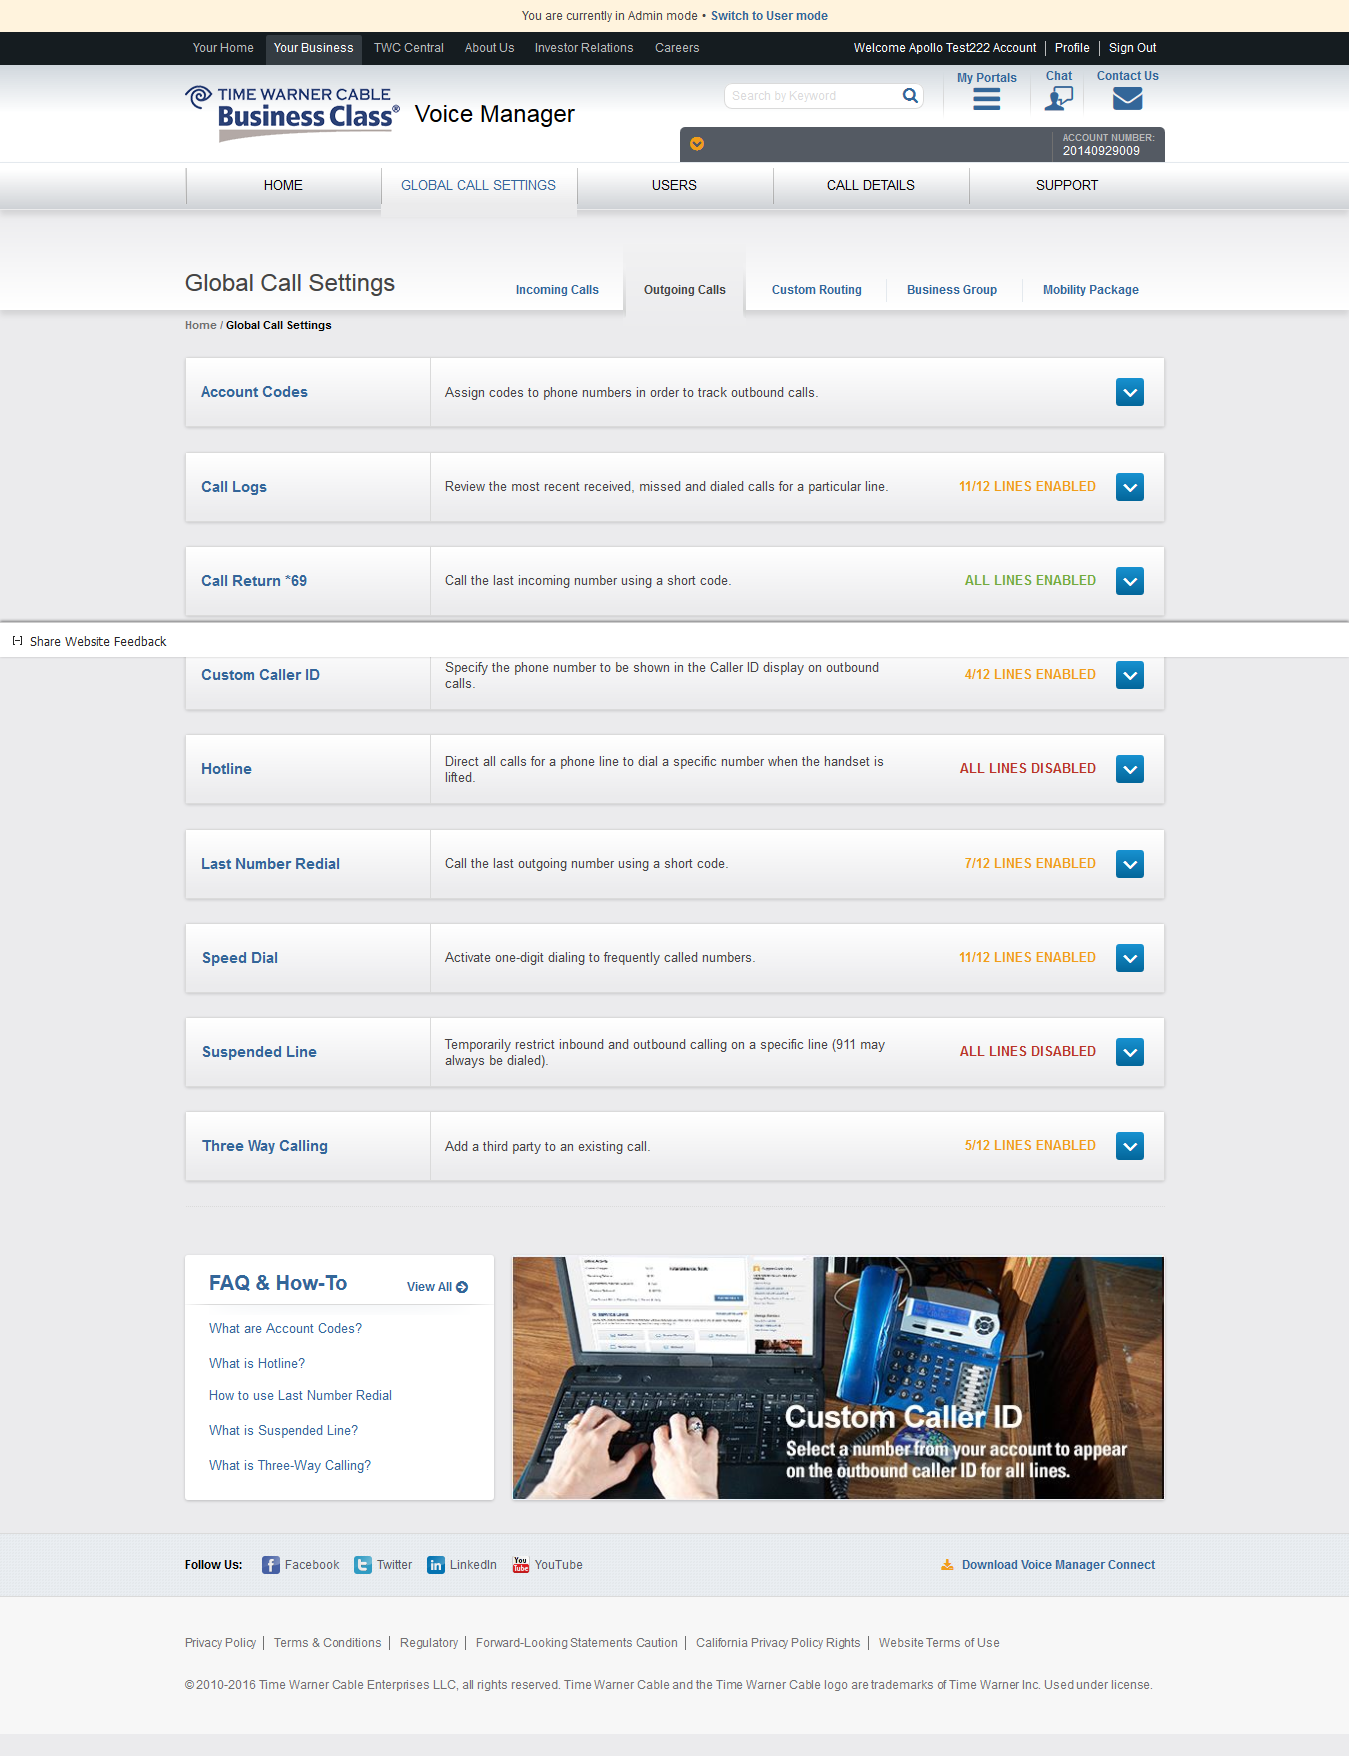 You are currently in Admin mode • Switch to User mode
Your Home Your Business TWC Central About Us Investor Relations Careers Welcome Apollo Test222 Account Profile Sign Out
My Portals Chat Contact Us
TIME WARNER CABLE
Business Class® Voice Manager
Search by Keyword
ACCOUNT NUMBER:
20140929009
HOME GLOBAL CALL SETTINGS USERS CALL DETAILS SUPPORT
Global Call Settings
Incoming Calls Outgoing Calls Custom Routing Business Group Mobility Package
Home / Global Call Settings
Account Codes Assign codes to phone numbers in order to track outbound calls.
Call Logs Review the most recent received, missed and dialed calls for a particular line. 11/12 LINES ENABLED
Call Return *69 Call the last incoming number using a short code. ALL LINES ENABLED
[-] Share Website Feedback
Custom Caller ID Specify the phone number to be shown in the Caller ID display on outbound
calls. 4/12 LINES ENABLED
Hotline Direct all calls for a phone line to dial a specific number when the handset is
lifted. ALL LINES DISABLED
Last Number Redial Call the last outgoing number using a short code. 7/12 LINES ENABLED
Speed Dial Activate one-digit dialing to frequently called numbers. 11/12 LINES ENABLED
Suspended Line Temporarily restrict inbound and outbound calling on a specific line (911 may
always be dialed). ALL LINES DISABLED
Three Way Calling Add a third party to an existing call. 5/12 LINES ENABLED
FAQ & How-To View All
What are Account Codes?
What is Hotline?
How to use Last Number Redial
What is Suspended Line?
What is Three-Way Calling?
Custom Caller ID
Select a number from your account to appear
on the outbound caller ID for all lines.
Follow Us: Facebook Twitter LinkedIn YouTube Download Voice Manager Connect
Privacy Policy Terms & Conditions Regulatory Forward-Looking Statements Caution California Privacy Policy Rights Website Terms of Use
© 2010-2016 Time Warner Cable Enterprises LLC, all rights reserved. Time Warner Cable and the Time Warner Cable logo are trademarks of Time Warner Inc. Used under license.